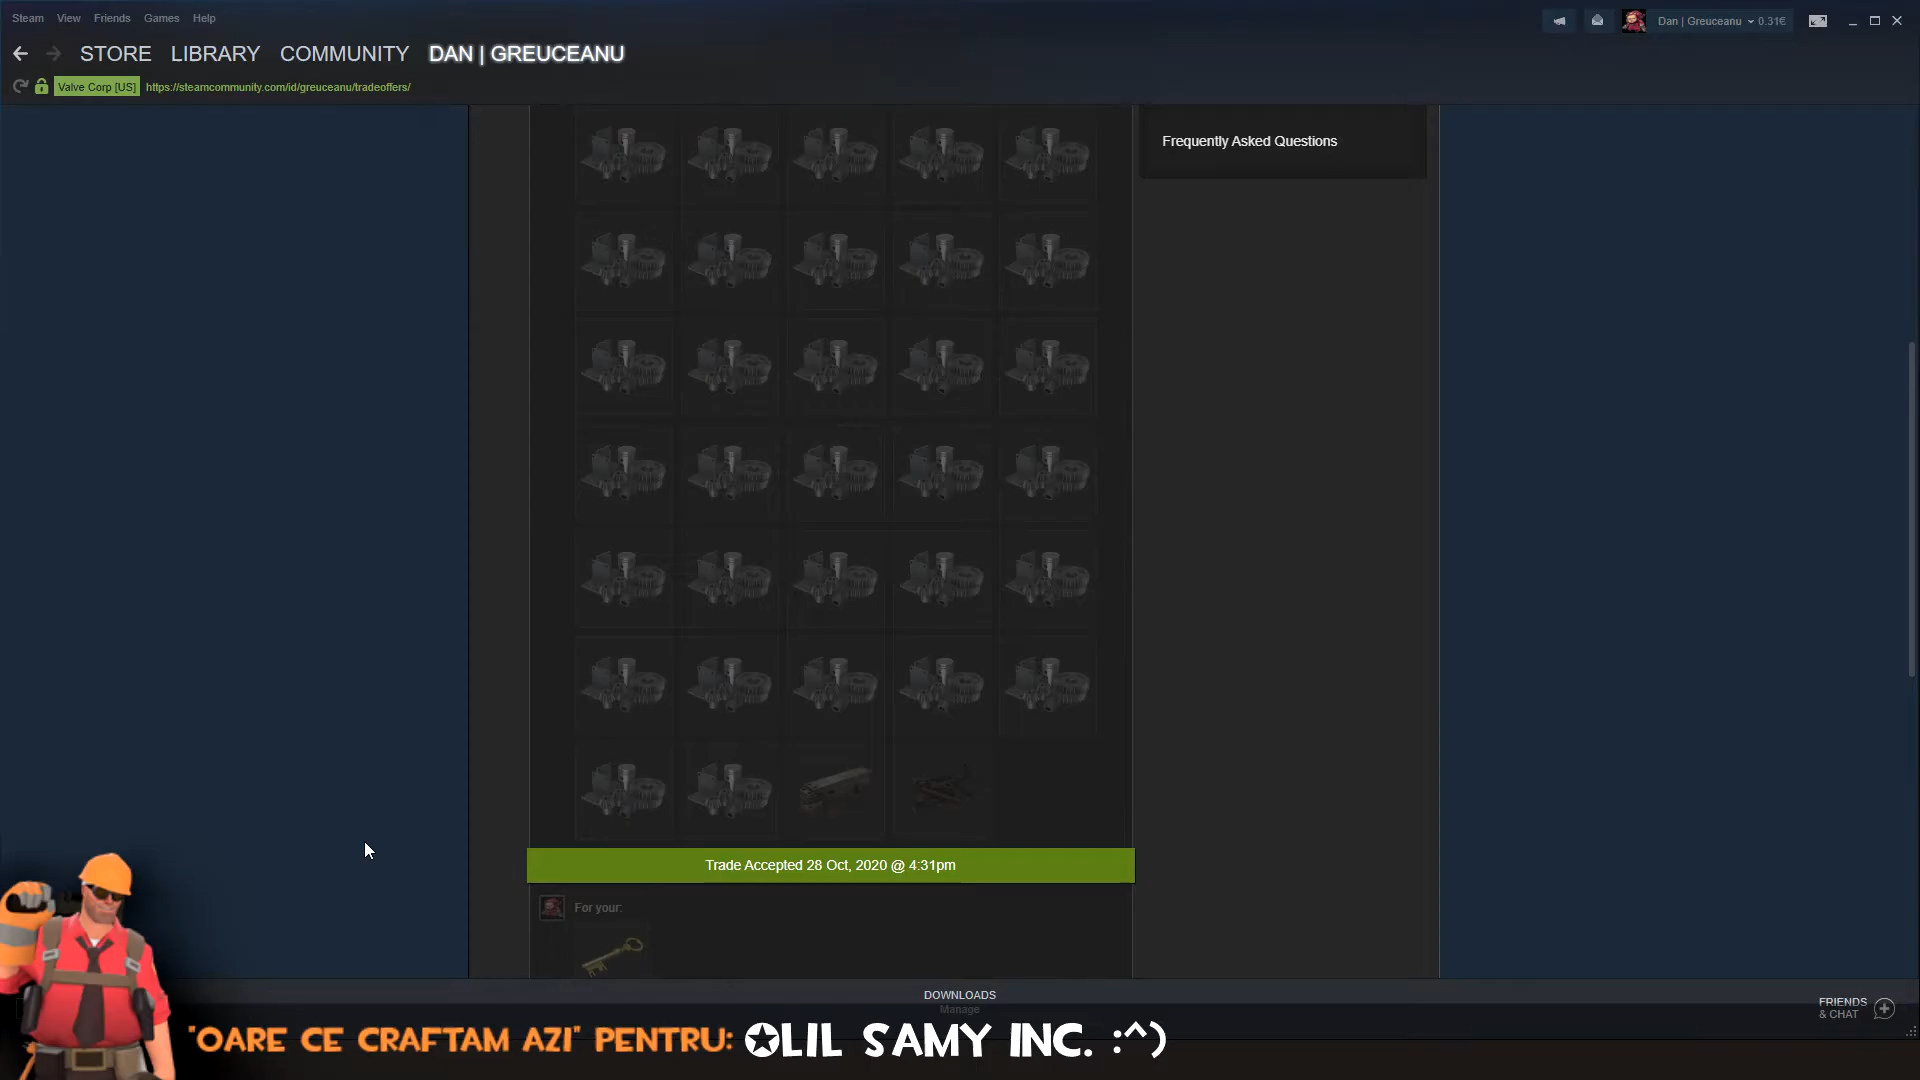 Steam View Friends Games Help
Dan | Greuceanu 0.31€
STORE LIBRARY COMMUNITY DAN | GREUCEANU
Valve Corp [US] https://steamcommunity.com/id/greuceanu/tradeoffers/
Frequently Asked Questions
Trade Accepted 28 Oct, 2020 @ 4:31pm
For your:
DOWNLOADS
Manage
FRIENDS
& CHAT
"OARE CE CRAFTAM AZI" PENTRU: ✪LIL SAMY INC. :^)